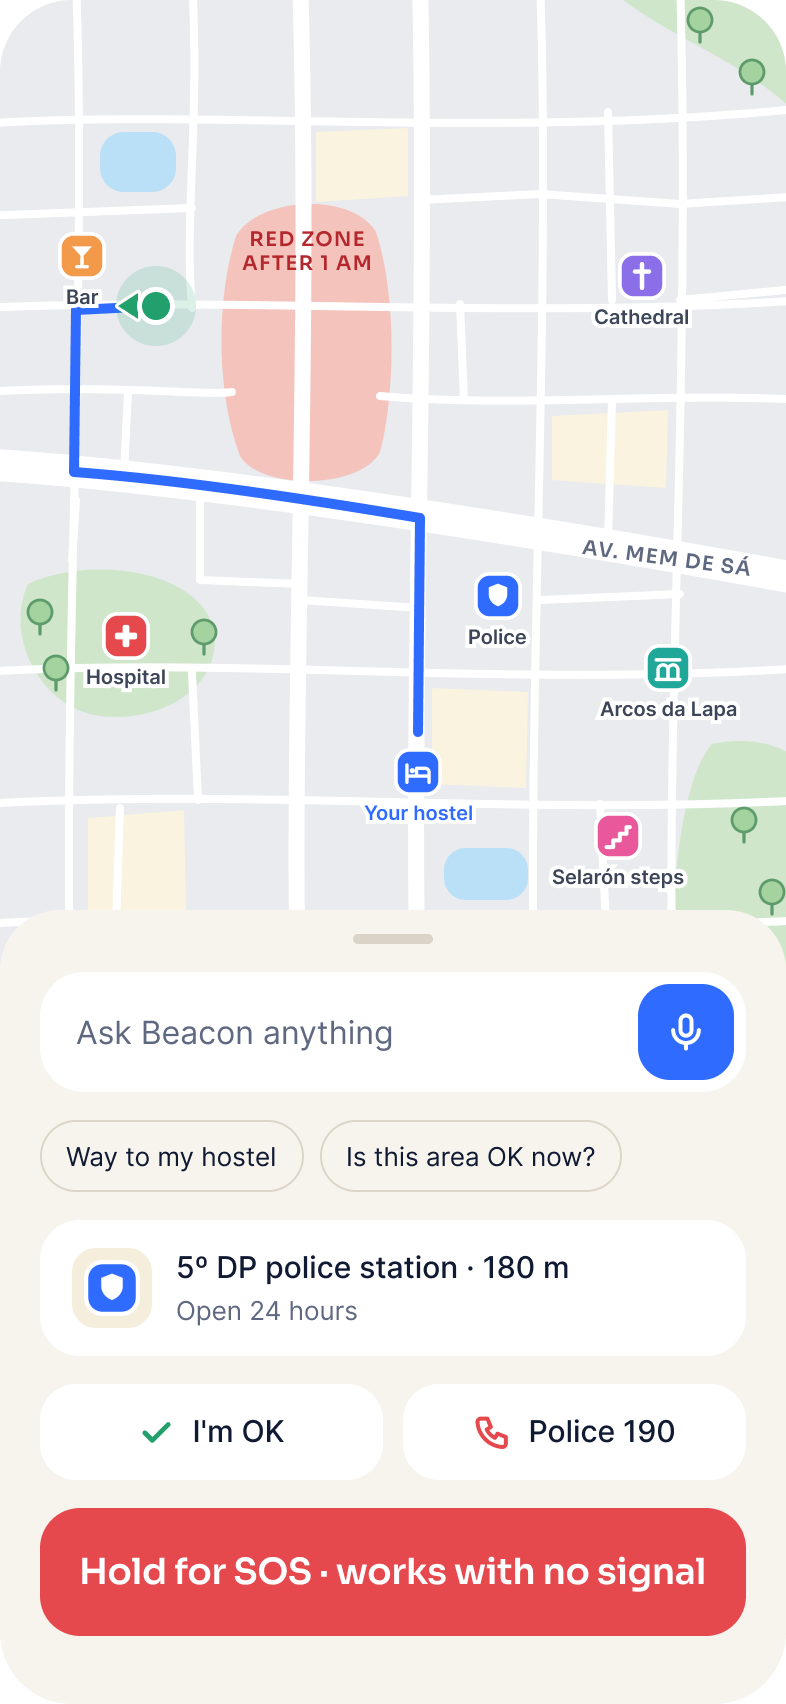 RED ZONE
AFTER 1 AM
Bar
Cathedral
AV. MEM DE SÁ
Police
Hospital
Arcos da Lapa
Your hostel
Selarón steps
Ask Beacon anything
Way to my hostel
Is this area OK now?
5º DP police station · 180 m
Open 24 hours
I'm OK
Police 190
Hold for SOS · works with no signal